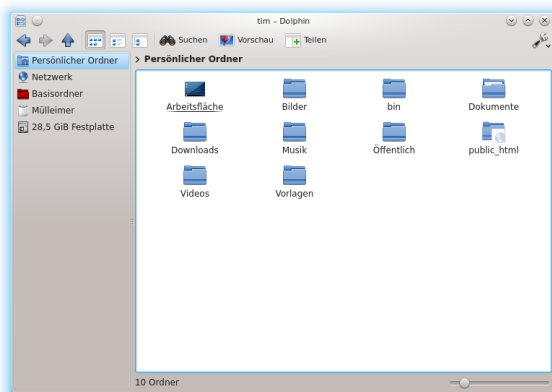 tim – Dolphin
Suchen Vorschau Teilen
Persönlicher Ordner
Netzwerk
Basisordner
Mülleimer
28,5 GiB Festplatte
> Persönlicher Ordner
Arbeitsfläche Bilder bin Dokumente
Downloads Musik Öffentlich public_html
Videos Vorlagen
10 Ordner